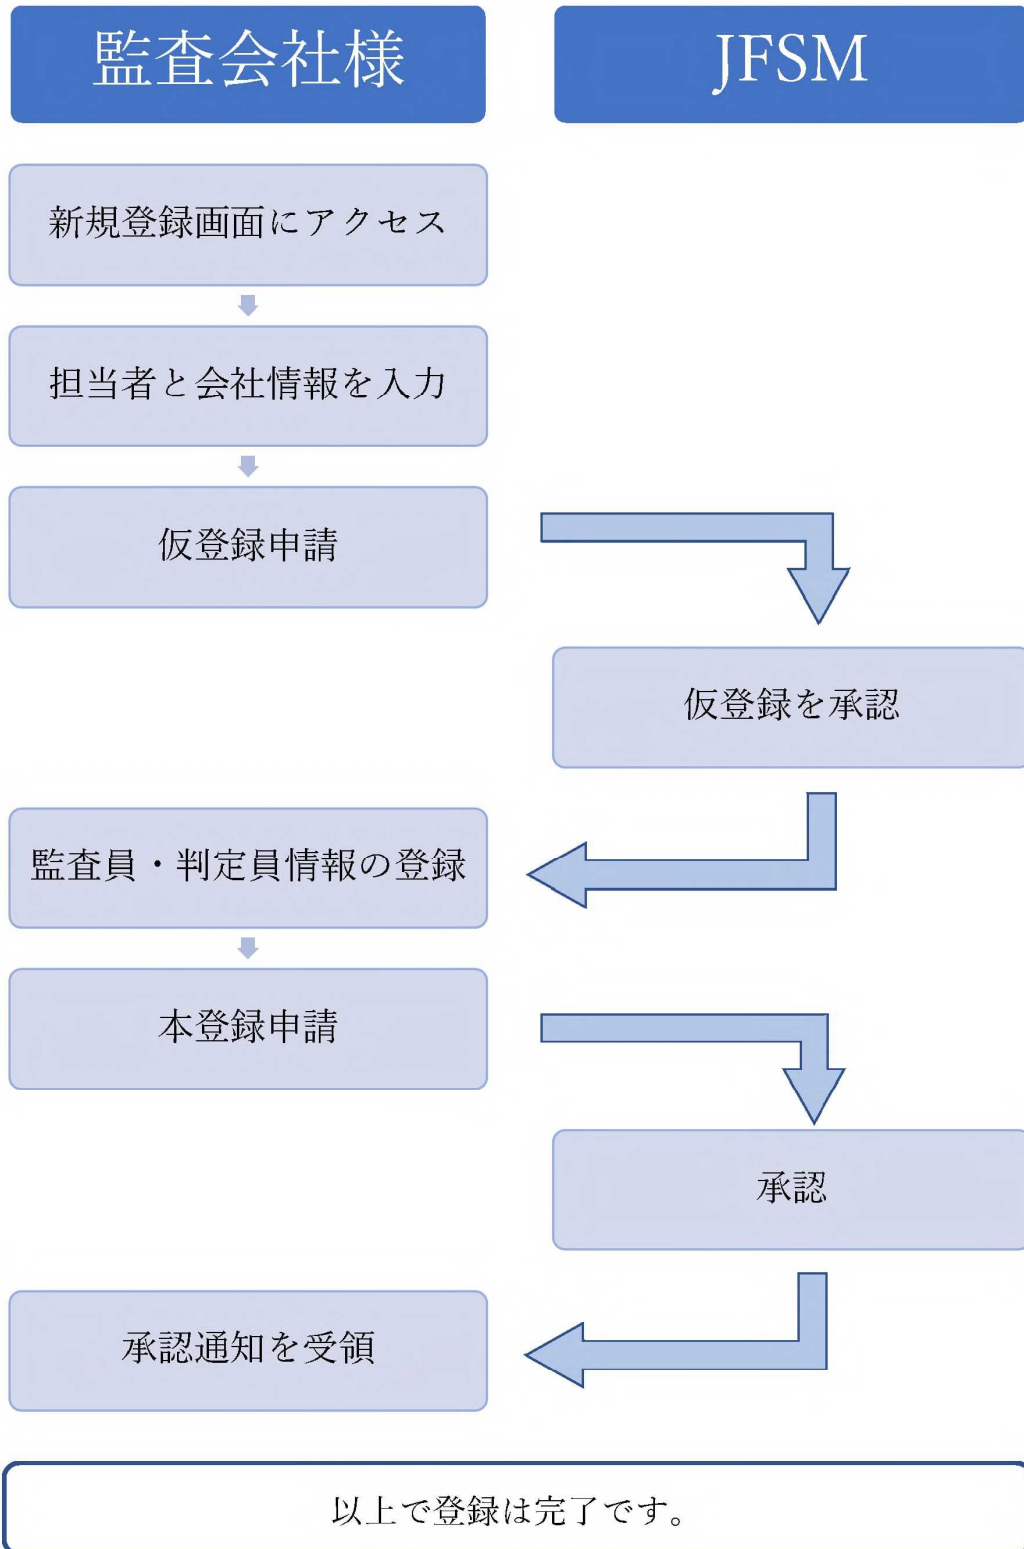 監査会社様
JFSM
新規登録画面にアクセス
担当者と会社情報を入力
仮登録申請
仮登録を承認
監査員・判定員情報の登録
本登録申請
承認
承認通知を受領
以上で登録は完了です。